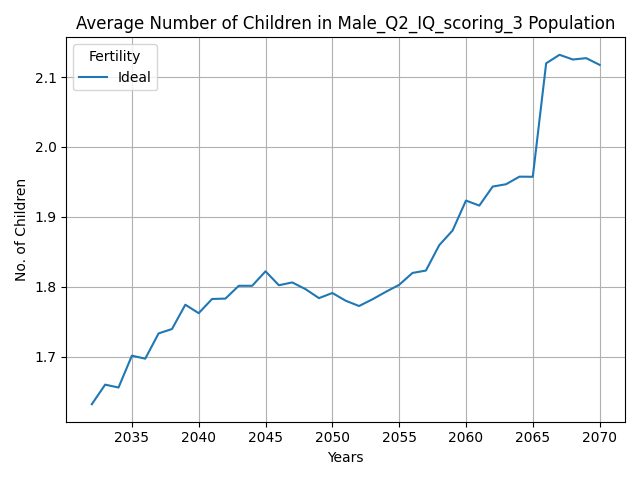 Average Number of Children in Male_Q2_IQ_scoring_3 Population
Fertility
Ideal
2.1
2.0
1.9
1.8
1.7
No. of Children
2035 2040 2045 2050 2055 2060 2065 2070
Years